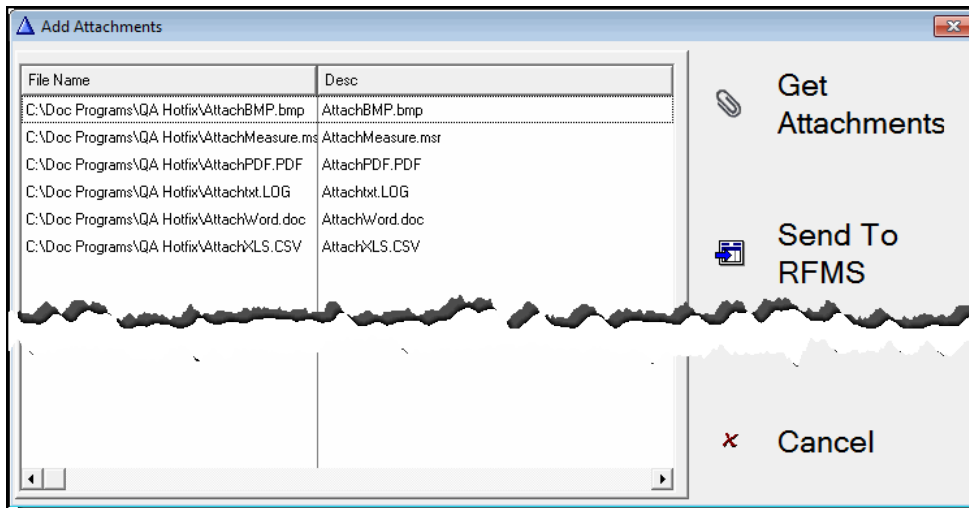 Add Attachments
File Name Desc
C:\Doc Programs\QA Hotfix\AttachBMP.bmp AttachBMP.bmp
C:\Doc Programs\QA Hotfix\AttachMeasure.ms AttachMeasure.msr
C:\Doc Programs\QA Hotfix\AttachPDF.PDF AttachPDF.PDF
C:\Doc Programs\QA Hotfix\Attachtxt.LOG Attachtxt.LOG
C:\Doc Programs\QA Hotfix\AttachWord.doc AttachWord.doc
C:\Doc Programs\QA Hotfix\AttachXLS.CSV AttachXLS.CSV
Get
Attachments
Send To
RFMS
Cancel